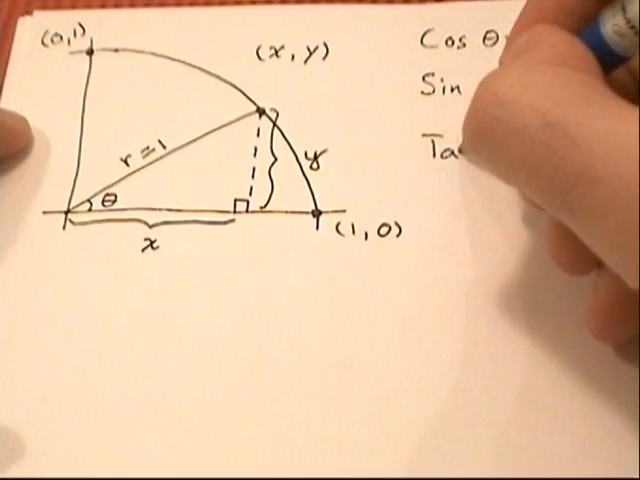 (0,1)
(x, y)
Cos θ
Sin
r = 1
y
θ
x
(1, 0)